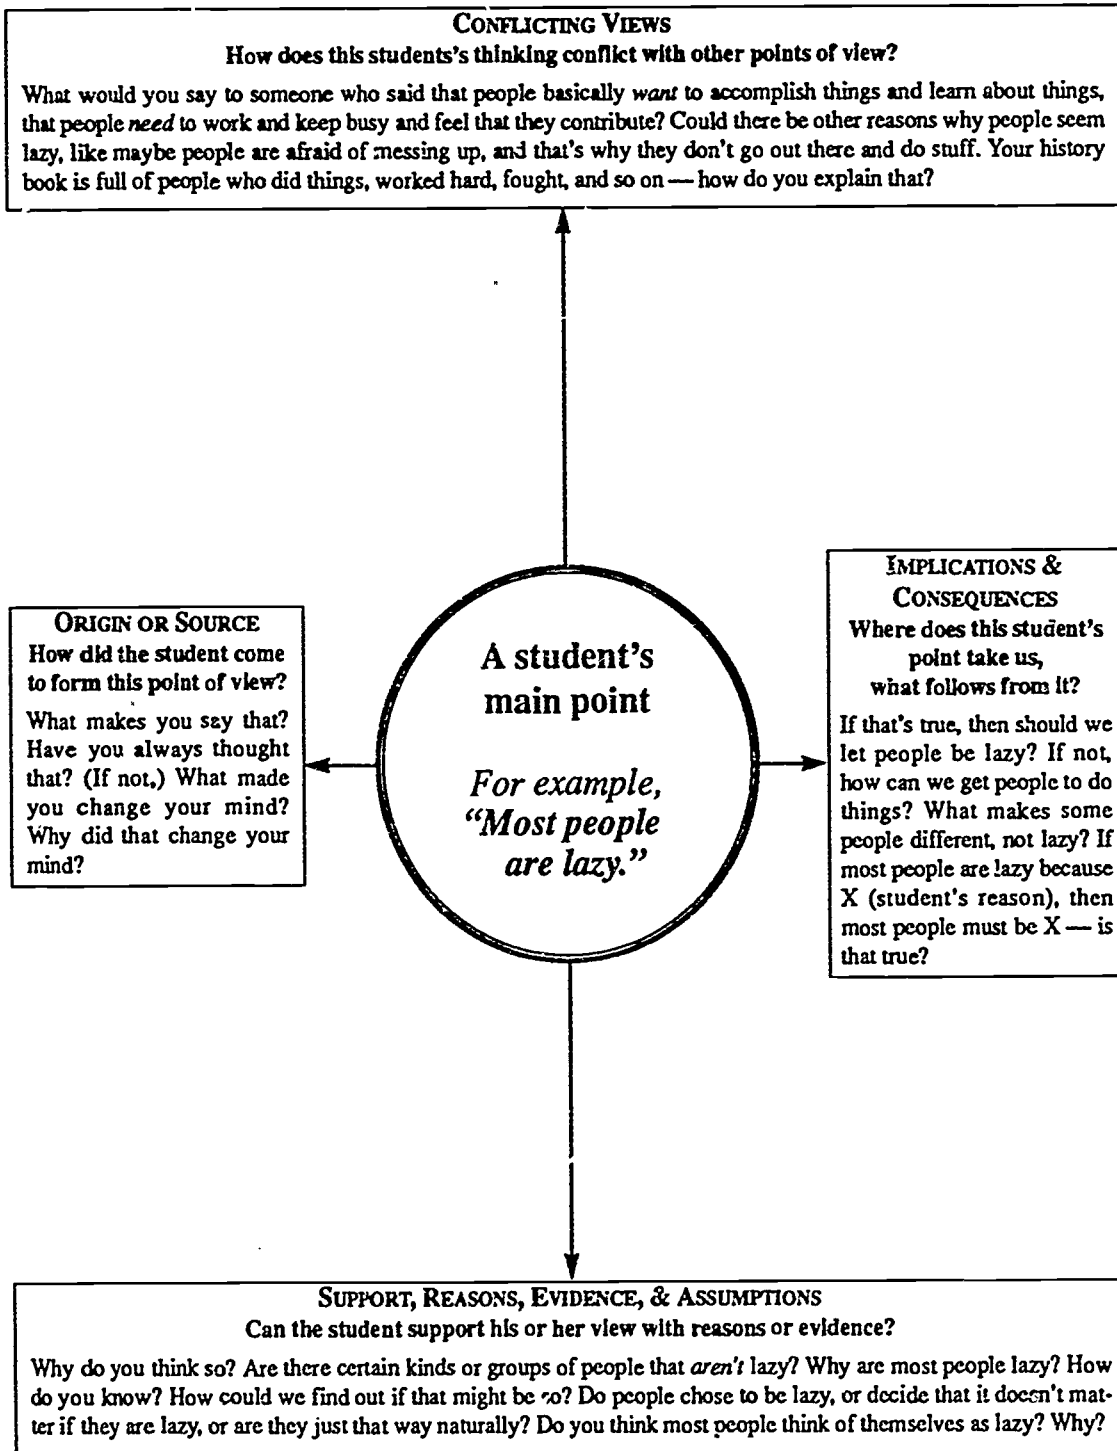 CONFLICTING VIEWS
How does this students's thinking conflict with other points of view?
What would you say to someone who said that people basically want to accomplish things and learn about things,
that people need to work and keep busy and feel that they contribute? Could there be other reasons why people seem
lazy, like maybe people are afraid of messing up, and that's why they don't go out there and do stuff. Your history
book is full of people who did things, worked hard, fought, and so on — how do you explain that?
ORIGIN OR SOURCE
How did the student come
to form this point of view?
What makes you say that?
Have you always thought
that? (If not,) What made
you change your mind?
Why did that change your
mind?
A student's
main point
For example,
“Most people
are lazy.”
IMPLICATIONS &
CONSEQUENCES
Where does this student's
point take us,
what follows from it?
If that's true, then should we
let people be lazy? If not,
how can we get people to do
things? What makes some
people different, not lazy? If
most people are lazy because
X (student's reason), then
most people must be X — is
that true?
SUPPORT, REASONS, EVIDENCE, & ASSUMPTIONS
Can the student support his or her view with reasons or evidence?
Why do you think so? Are there certain kinds or groups of people that aren't lazy? Why are most people lazy? How
do you know? How could we find out if that might be so? Do people chose to be lazy, or decide that it doesn't mat-
ter if they are lazy, or are they just that way naturally? Do you think most people think of themselves as lazy? Why?